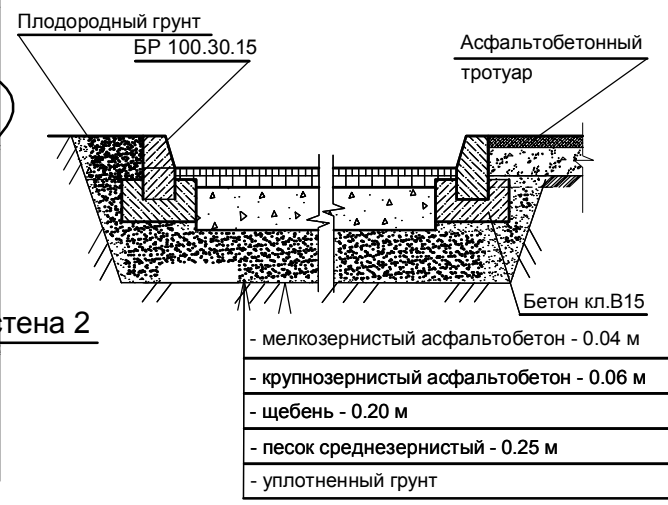 Плодородный грунт
БР 100.30.15
Асфальтобетонный
тротуар
Бетон кл.В15
стена 2
- мелкозернистый асфальтобетон - 0.04 м
- крупнозернистый асфальтобетон - 0.06 м
- щебень - 0.20 м
- песок среднезернистый - 0.25 м
- уплотненный грунт